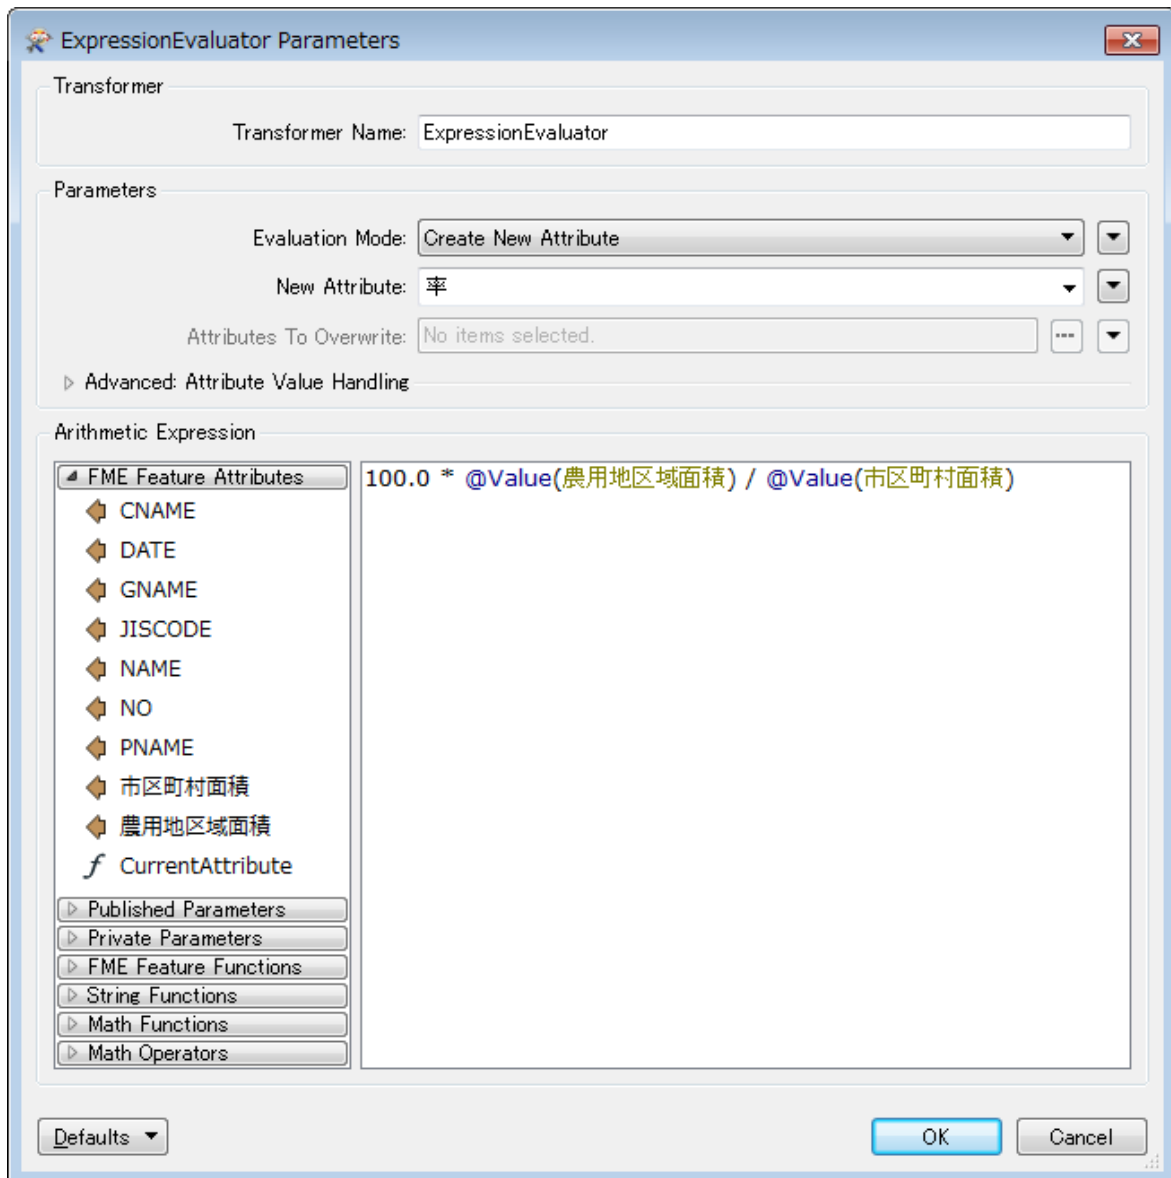 ExpressionEvaluator Parameters
Transformer
Transformer Name: ExpressionEvaluator
Parameters
Evaluation Mode: Create New Attribute
New Attribute: 率
Attributes To Overwrite: No items selected.
Advanced: Attribute Value Handling
Arithmetic Expression
FME Feature Attributes
100.0 * @Value(農用地区域面積) / @Value(市区町村面積)
CNAME
DATE
GNAME
JISCODE
NAME
NO
PNAME
市区町村面積
農用地区域面積
f CurrentAttribute
Published Parameters
Private Parameters
FME Feature Functions
String Functions
Math Functions
Math Operators
Defaults
OK
Cancel